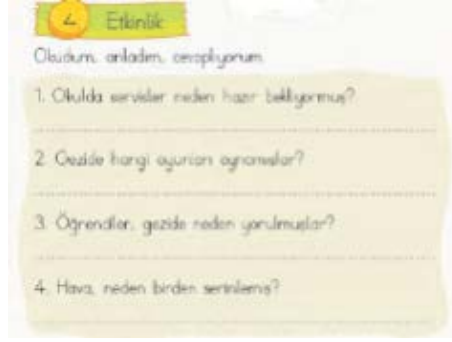 4 Etkinlik
Okudum, anladım, cevaplıyorum.
1. Okulda servisler neden hazır bekliyormuş?
2. Gezide hangi oyunları oynamışlar?
3. Öğrenciler, gezide neden yorulmuşlar?
4. Hava, neden birden serinlemiş?